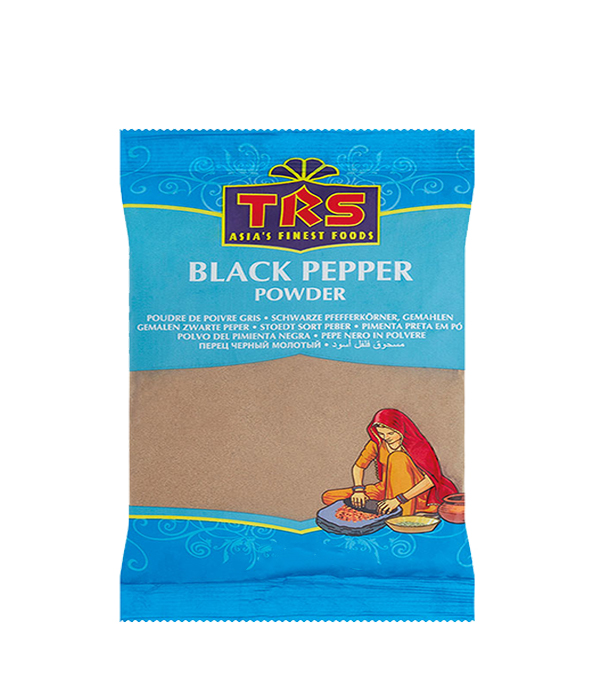 TRS
ASIA'S FINEST FOODS
BLACK PEPPER
POWDER
POUDRE DE POIVRE GRIS • SCHWARZE PFEFFERKÖRNER, GEMAHLEN
GEMALEN ZWARTE PEPER • STOEDT SORT PEBER • PIMENTA PRETA EM PÓ
POLVO DEL PIMIENTA NEGRA • PEPE NERO IN POLVERE
ПЕРЕЦ ЧЕРНЫЙ МОЛОТЫЙ • مسحوق فلفل أسود